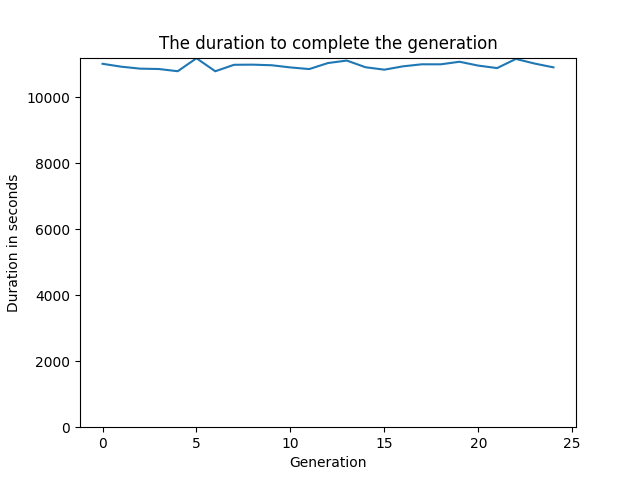 The duration to complete the generation
10000
8000
6000
4000
2000
0
Duration in seconds
0 5 10 15 20 25
Generation